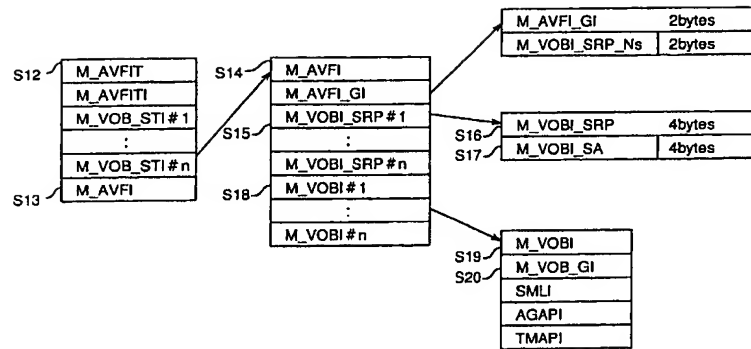 S12
M_AVFIT
M_AVFITI
M_VOB_STI#1
:
M_VOB_STI#n
S13
M_AVFI
S14
M_AVFI
M_AVFI_GI
S15
M_VOBI_SRP#1
:
M_VOBI_SRP#n
S18
M_VOBI#1
:
M_VOBI#n
M_AVFI_GI 2bytes
M_VOBI_SRP_Ns 2bytes
S16
M_VOBI_SRP 4bytes
S17
M_VOBI_SA 4bytes
S19
M_VOBI
S20
M_VOB_GI
SMLI
AGAPI
TMAPI